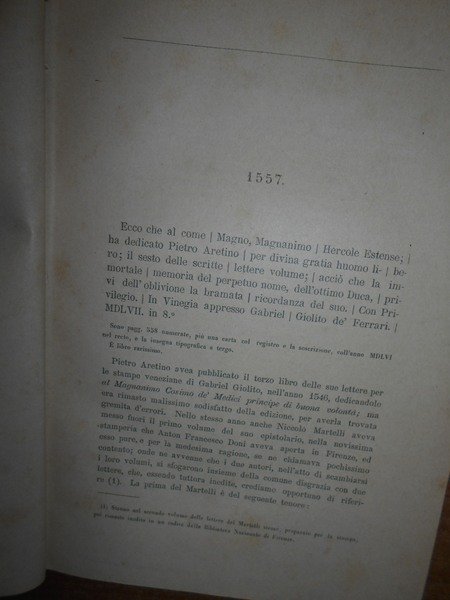 1557.
Ecco che al come | Magno, Magnanimo | Hercole Estense; |
ha dedicato Pietro Aretino | per divina gratia huomo li- | be-
ro; il sesto delle scritte | lettere volume; | acciò che la im-
mortale | memoria del perpetuo nome, dell'ottimo Duca, | pri-
vi dell'oblivione la bramata | ricordanza del suo. | Con Pri-
vilegio. | In Vinegia appresso Gabriel | Giolito de' Ferrari. |
MDLVII. in 8.°
Sono pagg. 558 numerate, più una carta col registro e la soscrizione, coll'anno MDLVI
nel recto, e la insegna tipografica a tergo.
È libro rarissimo.
Pietro Aretino avea pubblicato il terzo libro delle sue lettere per
le stampe veneziane di Gabriel Giolito, nell'anno 1546, dedicandolo
al Magnanimo Cosimo de' Medici principe di buona volontà; ma
era rimasto malissimo sodisfatto della edizione, per averla trovata
gremita d'errori. Nello stesso anno anche Niccolo Martelli aveva
messo fuori il primo volume del suo epistolario, nella novissima
stamperia che Anton Francesco Doni aveva aperta in Firenze, ed
esso pure, e per la medesima ragione, se ne chiamava pochissimo
contento; onde ne avvenne che i due autori, nell'atto di scambiarsi
i loro volumi, si sfogarono insieme della comune disgrazia con due
lettere, che, essendo tuttora inedite, crediamo opportuno di riferi-
re (1). La prima del Martelli è del seguente tenore:
(1) Stanno nel secondo volume delle lettere del Martelli stesso, preparato per la stampa,
poi rimasto inedito in un codice della Biblioteca Nazionale di Firenze.